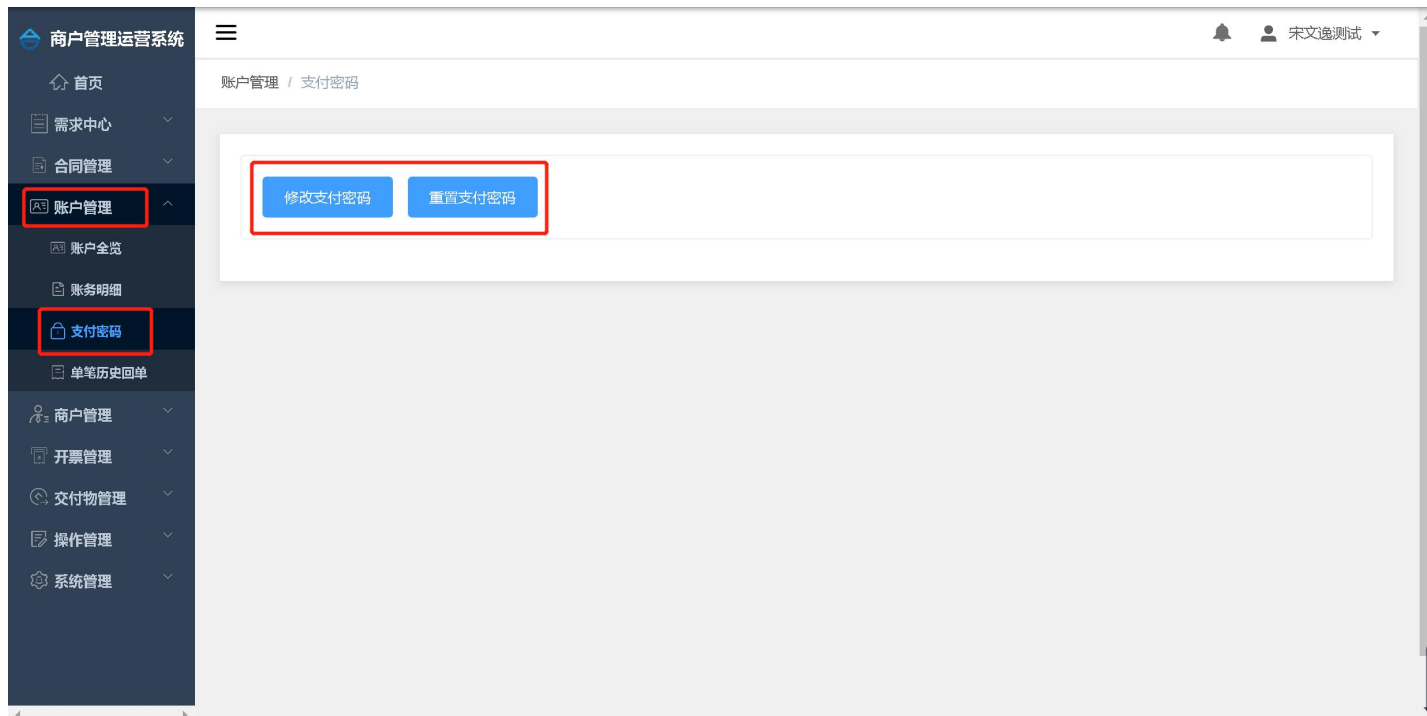 商户管理运营系统
宋文逸测试
首页
账户管理 / 支付密码
需求中心
合同管理
修改支付密码 重置支付密码
账户管理
账户全览
账务明细
支付密码
单笔历史回单
商户管理
开票管理
交付物管理
操作管理
系统管理